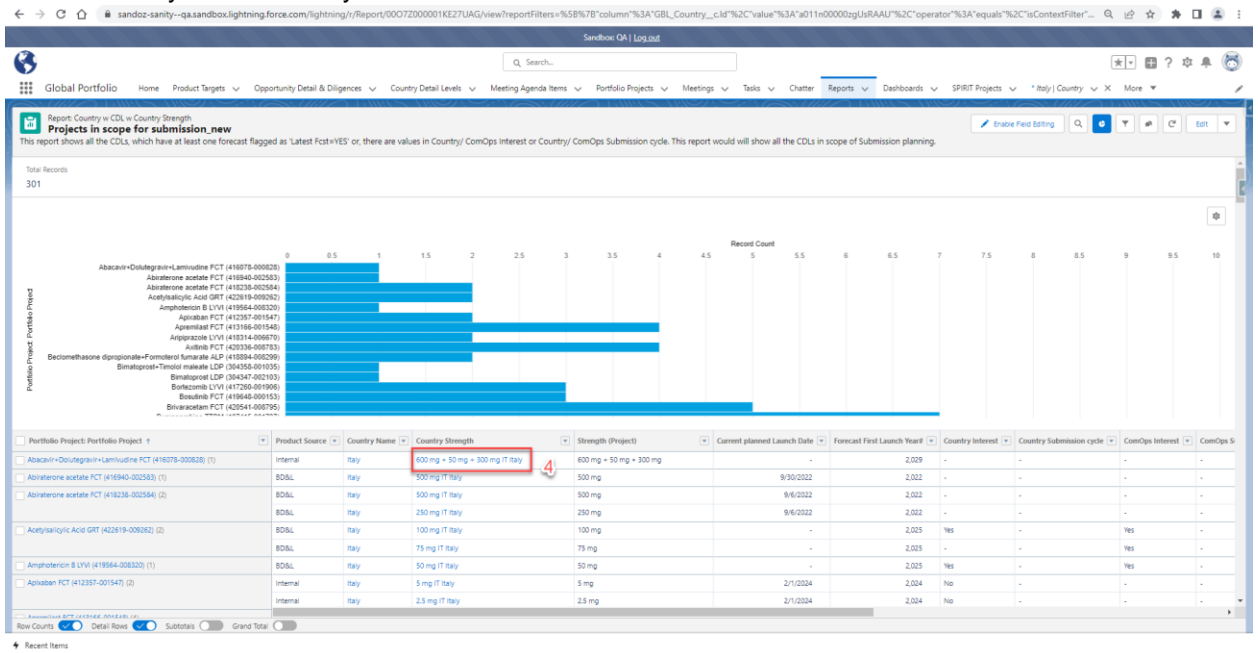 sandoz-sanity--qa.sandbox.lightning.force.com/lightning/r/Report/00O7Z000001KE27UAG/view?reportFilters=%5B%7B"column"%3A"GBL_Country__c.Id"%2C"value"%3A"a011n00000zgUsRAAU"%2C"operator"%3A"equals"%2C"isContextFilter"...
Sandbox: QA | Log out
Search...
Global Portfolio Home Product Targets Opportunity Detail & Diligences Country Detail Levels Meeting Agenda Items Portfolio Projects Meetings Tasks Chatter Reports Dashboards SPIRIT Projects * Italy | Country More
Report: Country w CDL w Country Strength
Projects in scope for submission_new
Enable Field Editing Edit
This report shows all the CDLs, which have at least one forecast flagged as 'Latest Fcst=YES' or, there are values in Country/ ComOps Interest or Country/ ComOps Submission cycle. This report would will show all the CDLs in scope of Submission planning.
Total Records
301
Record Count
0 0.5 1 1.5 2 2.5 3 3.5 4 4.5 5 5.5 6 6.5 7 7.5 8 8.5 9 9.5 10
Portfolio Project: Portfolio Project
Abacavir+Dolutegravir+Lamivudine FCT (416078-000828)
Abiraterone acetate FCT (416940-002583)
Abiraterone acetate FCT (418238-002584)
Acetylsalicylic Acid GRT (422619-009262)
Amphotericin B LYVI (419564-008320)
Apixaban FCT (412357-001547)
Apremilast FCT (413166-001548)
Aripiprazole LYVI (418314-006670)
Axitinib FCT (420336-008783)
Beclomethasone dipropionate+Formoterol fumarate ALP (418894-008299)
Bimatoprost+Timolol maleate LDP (304358-001035)
Bimatoprost LDP (304347-002103)
Bortezomib LYVI (417260-001906)
Bosutinib FCT (419648-000153)
Brivaracetam FCT (420541-008795)
Portfolio Project: Portfolio Project ↑ Product Source Country Name Country Strength Strength (Project) Current planned Launch Date Forecast First Launch Year# Country Interest Country Submission cycle ComOps Interest ComOps S
Abacavir+Dolutegravir+Lamivudine FCT (416078-000828) (1) Internal Italy 600 mg + 50 mg + 300 mg IT Italy 600 mg + 50 mg + 300 mg - 2,029 - - - -
4
Abiraterone acetate FCT (416940-002583) (1) BD&L Italy 500 mg IT Italy 500 mg 9/30/2022 2,022 - - - -
Abiraterone acetate FCT (418238-002584) (2) BD&L Italy 500 mg IT Italy 500 mg 9/6/2022 2,022 - - - -
BD&L Italy 250 mg IT Italy 250 mg 9/6/2022 2,022 - - - -
Acetylsalicylic Acid GRT (422619-009262) (2) BD&L Italy 100 mg IT Italy 100 mg - 2,025 Yes - Yes -
BD&L Italy 75 mg IT Italy 75 mg - 2,025 - - Yes -
Amphotericin B LYVI (419564-008320) (1) BD&L Italy 50 mg IT Italy 50 mg - 2,025 Yes - Yes -
Apixaban FCT (412357-001547) (2) Internal Italy 5 mg IT Italy 5 mg 2/1/2024 2,024 No - - -
Internal Italy 2.5 mg IT Italy 2.5 mg 2/1/2024 2,024 No - - -
Row Counts Detail Rows Subtotals Grand Total
Recent Items